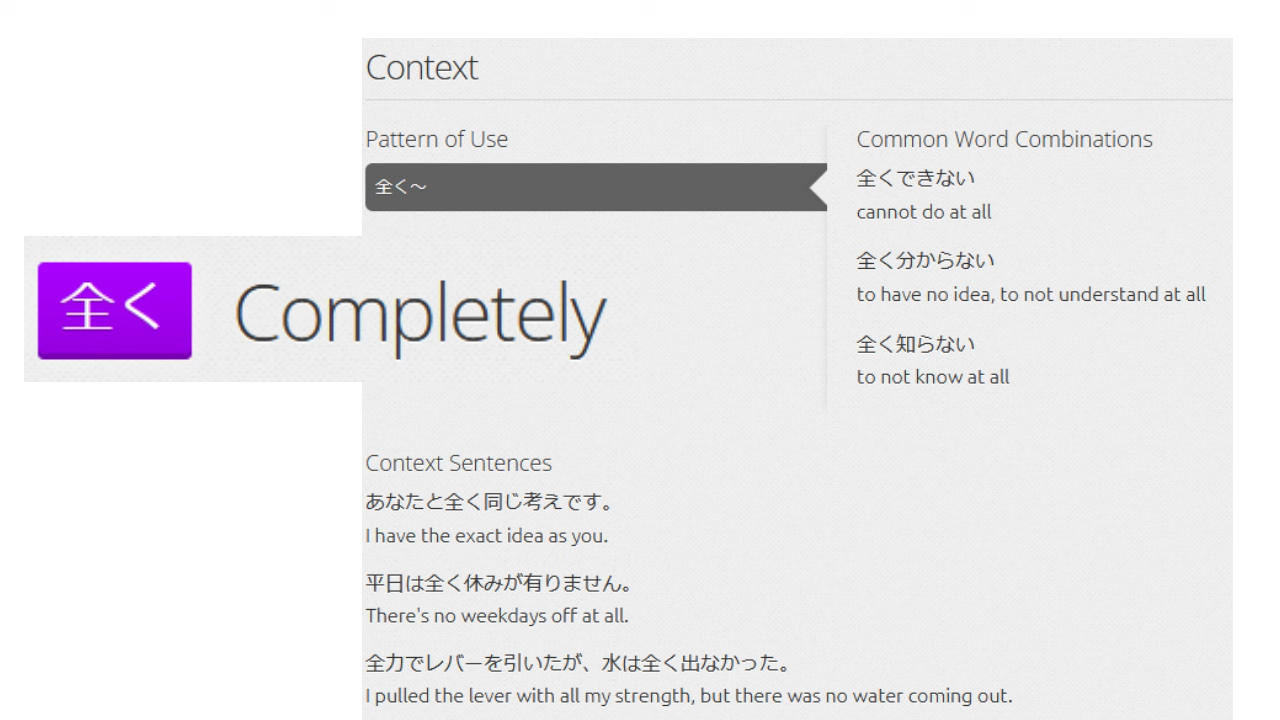 Context
Pattern of Use
全く〜
Common Word Combinations
全くできない
cannot do at all
全く分からない
to have no idea, to not understand at all
全く知らない
to not know at all
全く Completely
Context Sentences
あなたと全く同じ考えです。
I have the exact idea as you.
平日は全く休みが有りません。
There's no weekdays off at all.
全力でレバーを引いたが、水は全く出なかった。
I pulled the lever with all my strength, but there was no water coming out.